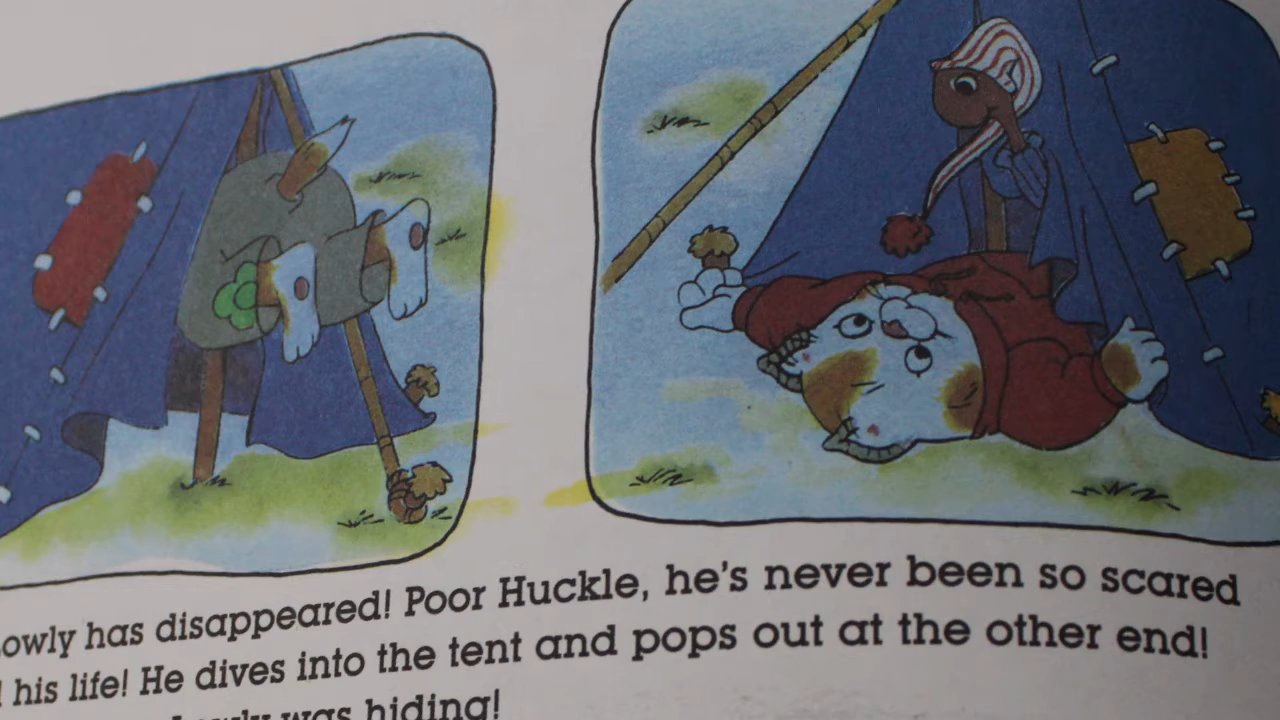 has disappeared! Poor Huckle, he's never been so scared
his life! He dives into the tent and pops out at the other end!
was hiding!